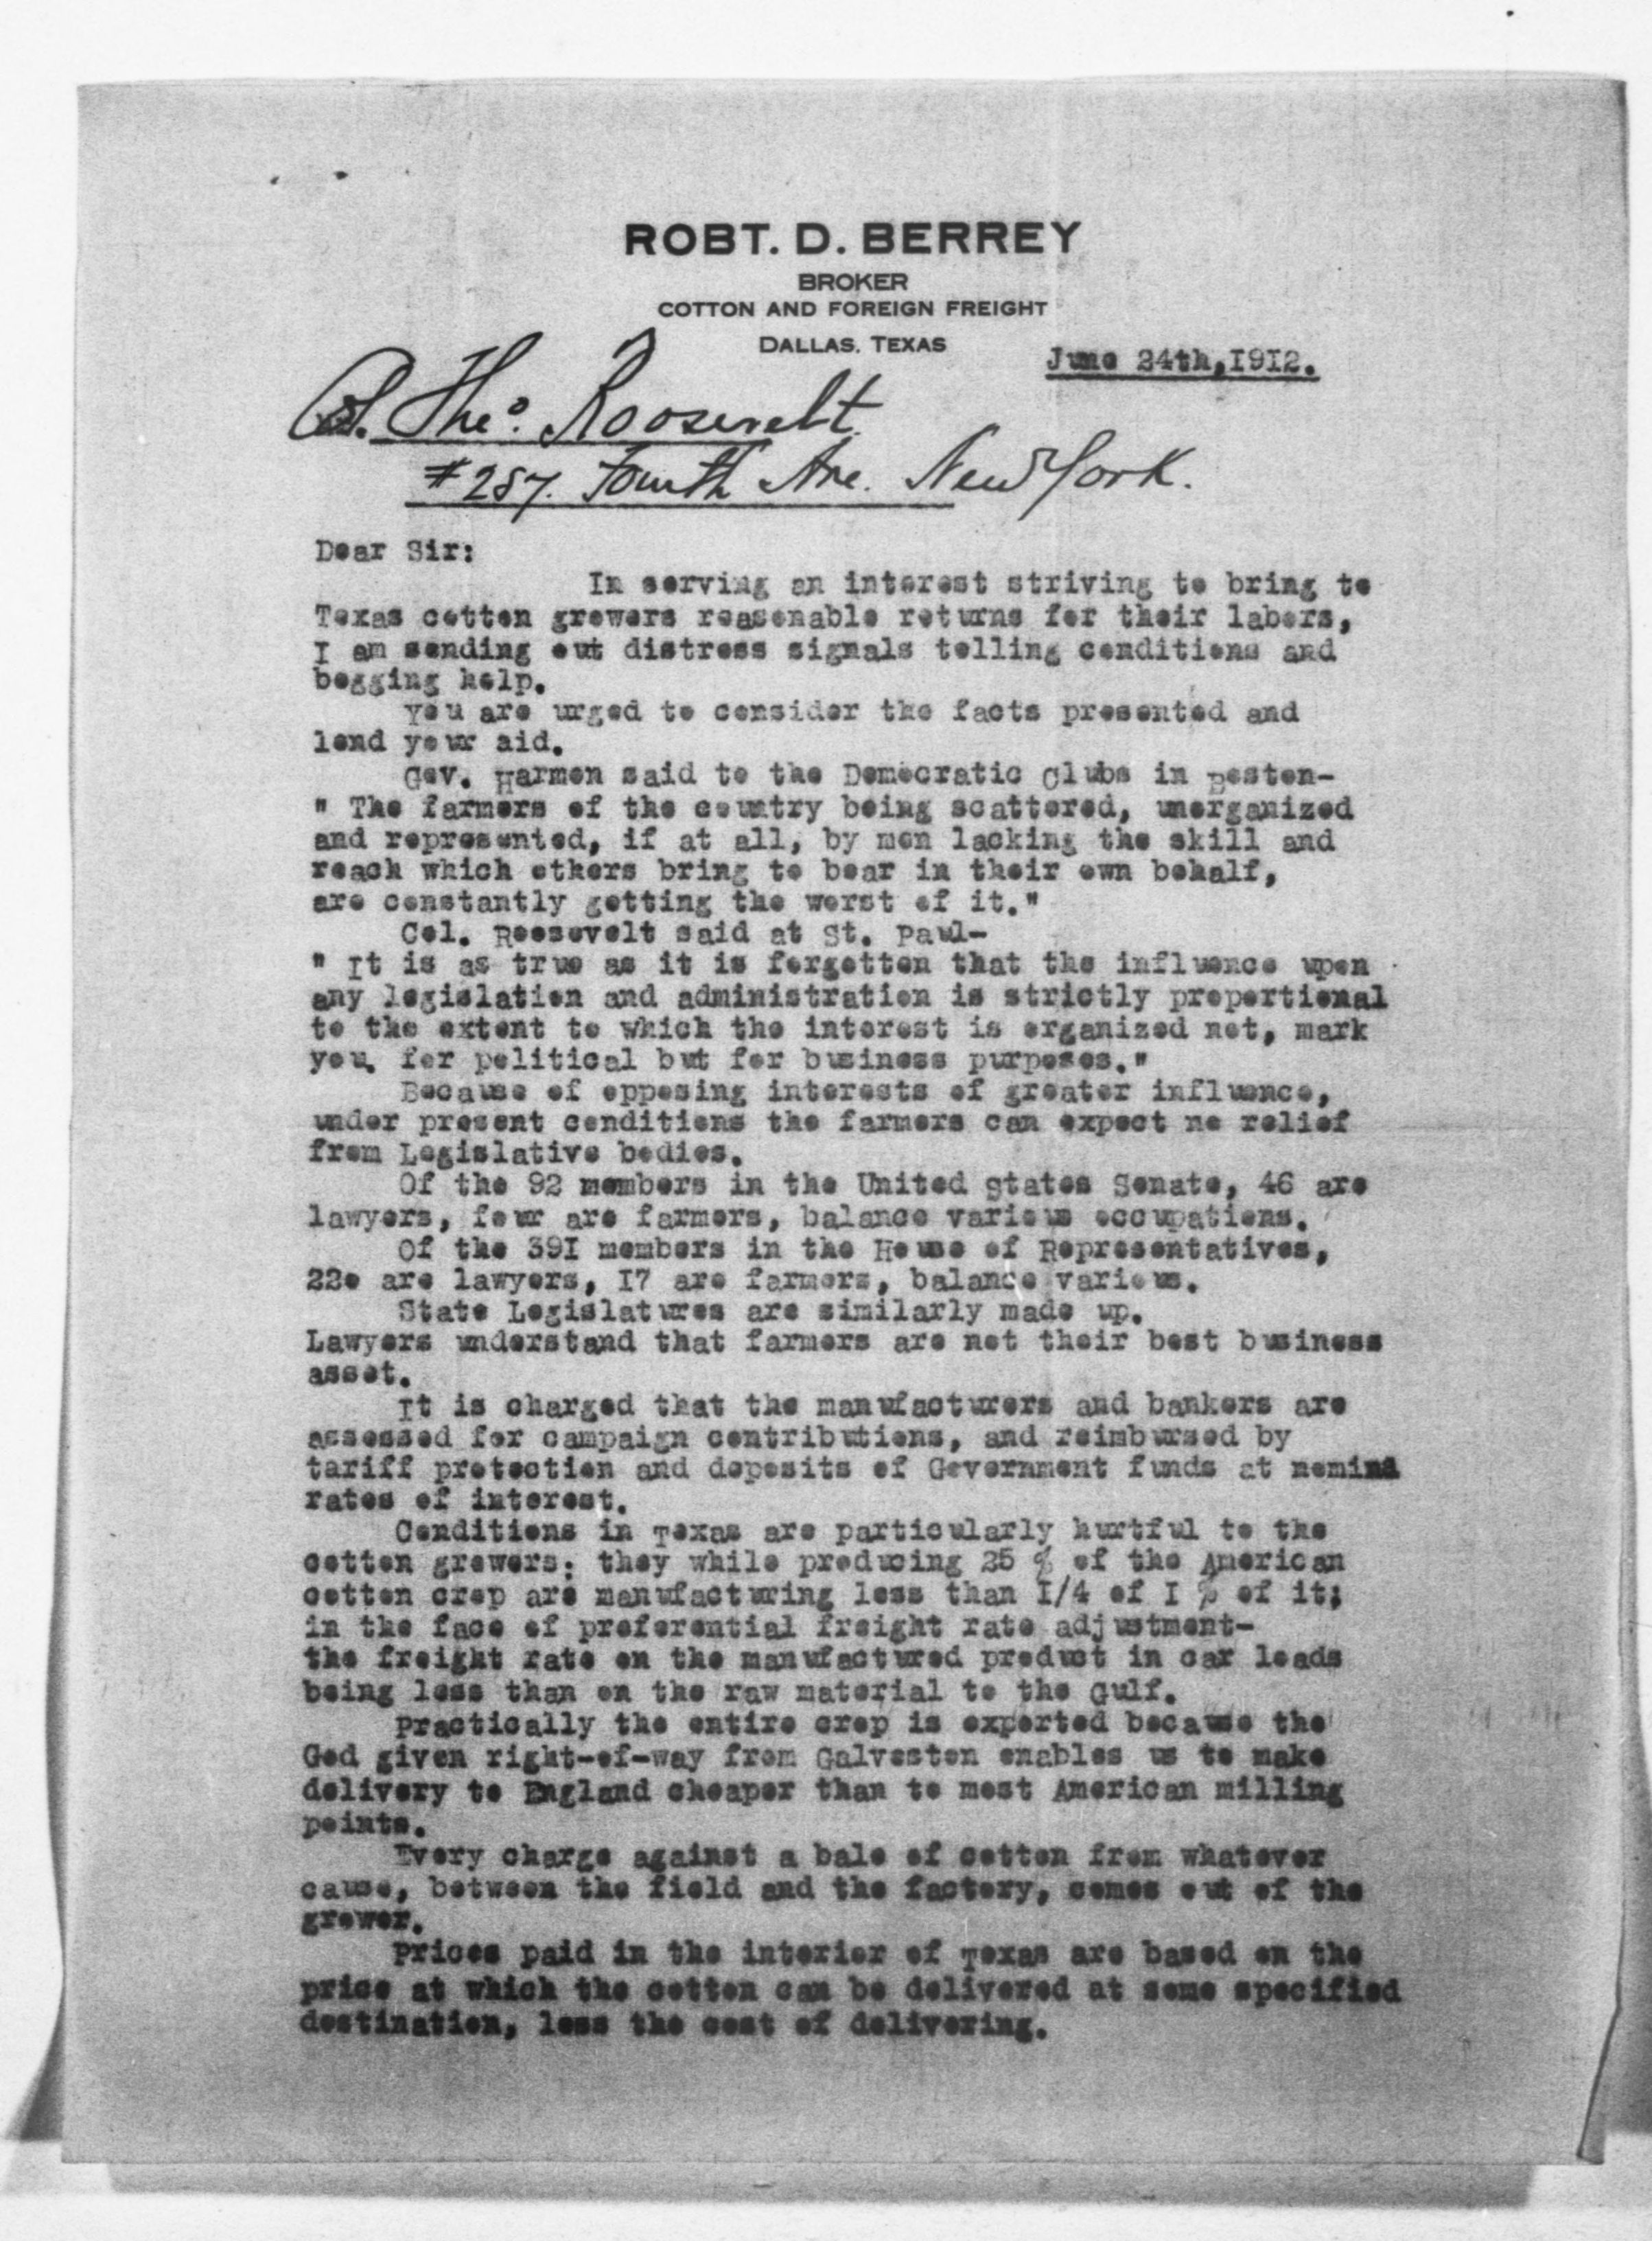 ROBT. D. BERREY
BROKER
COTTON AND FOREIGN FREIGHT
DALLAS, TEXAS
June 24th,I9I2.
Col. Theo. Roosevelt.
#287. Fourth Ave. New York.
Dear Sir:
In serving an interest striving to bring to
Texas cotton growers reasonable returns for their labors,
I am sending out distress signals telling conditions and
begging help.
You are urged to consider the facts presented and
lend your aid.
Gov. Harmon said to the Democratic Clubs in Boston-
" The farmers of the country being scattered, unorganized
and represented, if at all, by men lacking the skill and
reach which others bring to bear in their own behalf,
are constantly getting the worst of it."
Col. Roosevelt said at St. Paul-
" It is as true as it is forgotten that the influence upon
any legislation and administration is strictly proportional
to the extent to which the interest is organized not, mark
you, for political but for business purposes."
Because of opposing interests of greater influence,
under present conditions the farmers can expect no relief
from Legislative bodies.
Of the 92 members in the United States Senate, 46 are
lawyers, four are farmers, balance various occupations.
Of the 39I members in the House of Representatives,
22o are lawyers, I7 are farmers, balance various.
State Legislatures are similarly made up.
Lawyers understand that farmers are not their best business
asset.
It is charged that the manufacturers and bankers are
assessed for campaign contributions, and reimbursed by
tariff protection and deposits of Government funds at nomina
rates of interest.
Conditions in Texas are particularly hurtful to the
cotton growers; they while producing 25 % of the American
cotton crop are manufacturing less than I/4 of I % of it;
in the face of preferential freight rate adjustment-
the freight rate on the manufactured product in car loads
being less than on the raw material to the Gulf.
Practically the entire crop is exported because the
God given right-of-way from Galveston enables us to make
delivery to England cheaper than to most American milling
points.
Every charge against a bale of cotton from whatever
cause, between the field and the factory, comes out of the
grower.
Prices paid in the interior of Texas are based on the
price at which the cotton can be delivered at some specified
destination, less the cost of delivering.